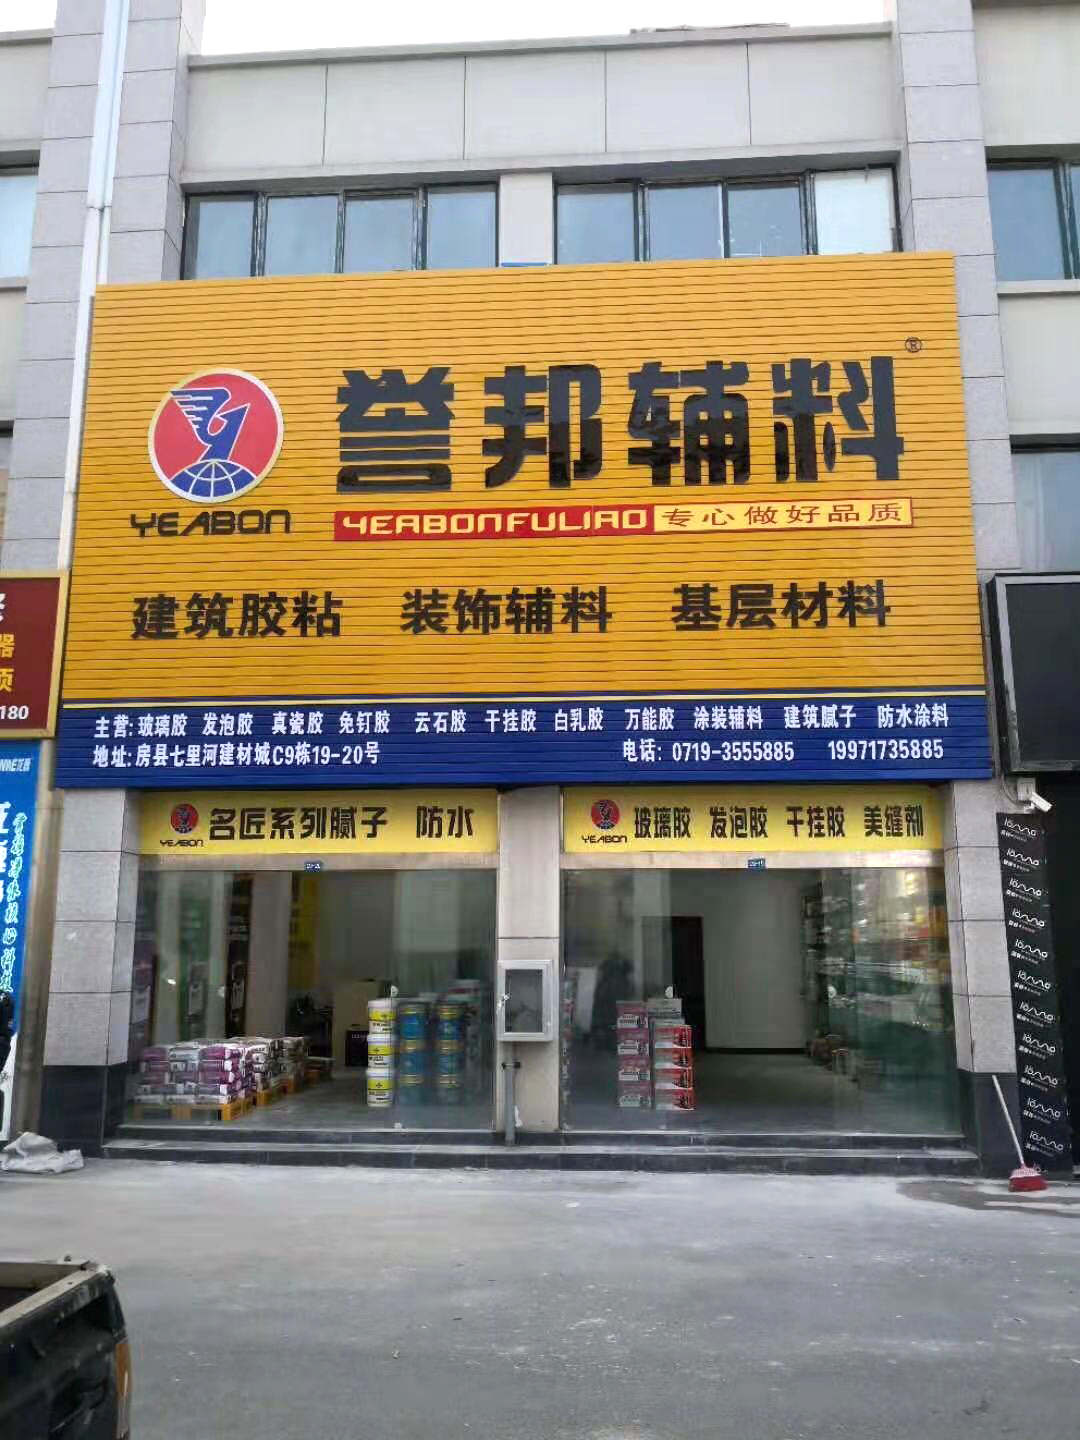 誉邦辅料®
YEABON
YEABONFULIAO 专心做好品质
建筑胶粘 装饰辅料 基层材料
主营:玻璃胶 发泡胶 真瓷胶 免钉胶 云石胶 干挂胶 白乳胶 万能胶 涂装辅料 建筑腻子 防水涂料
地址:房县七里河建材城C9栋19-20号 电话: 0719-3555885 19971735885
180
YEABON 名匠系列腻子 防水
YEABON 玻璃胶 发泡胶 干挂胶 美缝剂